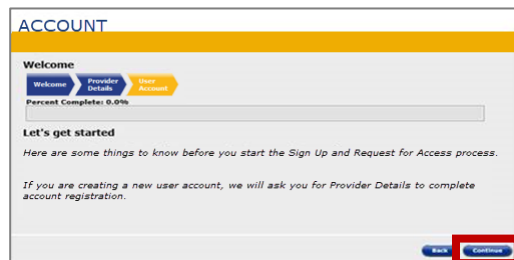 ACCOUNT
Welcome
Welcome
Provider
Details
User
Account
Percent Complete: 0.0%
Let's get started
Here are some things to know before you start the Sign Up and Request for Access process.
If you are creating a new user account, we will ask you for Provider Details to complete
account registration.
Back
Continue